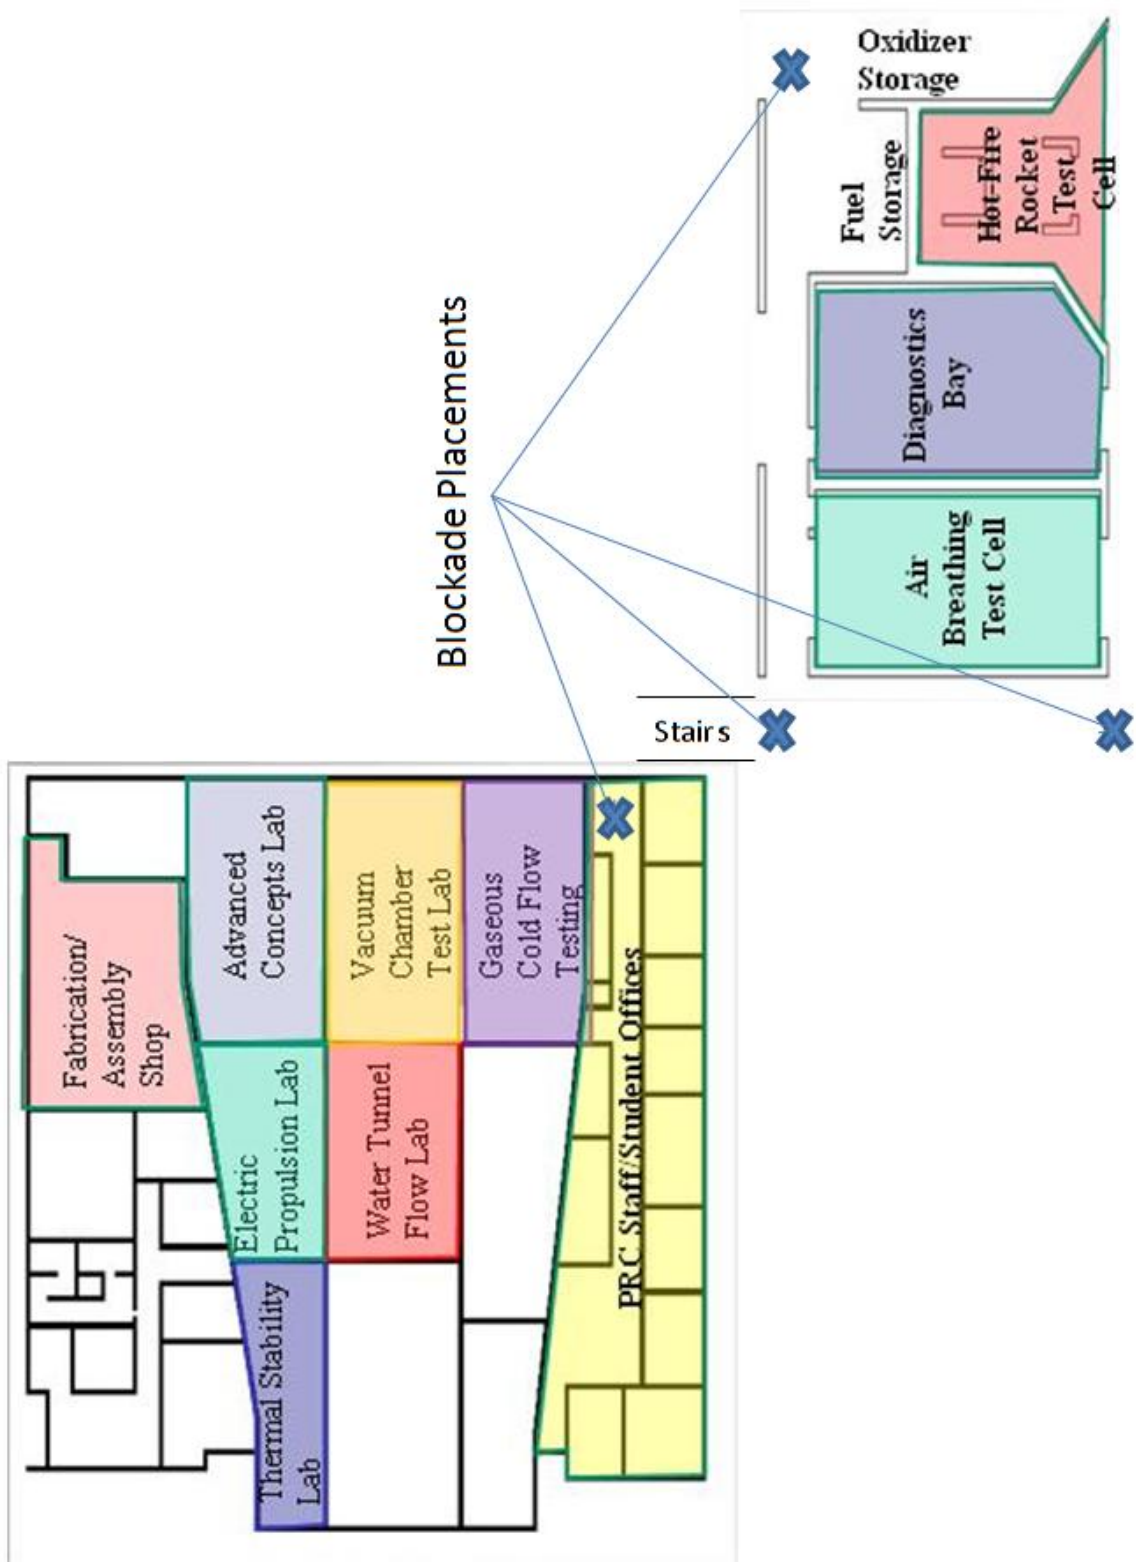 Oxidizer
Storage
Fuel
Storage
Hot-Fire
Rocket
Test
Cell
Blockade Placements
Diagnostics
Bay
Air
Breathing
Test Cell
Stairs
Fabrication/
Assembly
Shop
Advanced
Concepts Lab
Vacuum
Chamber
Test Lab
Gaseous
Cold Flow
Testing
Electric
Propulsion Lab
Water Tunnel
Flow Lab
PRC Staff/Student Offices
Thermal Stability
Lab